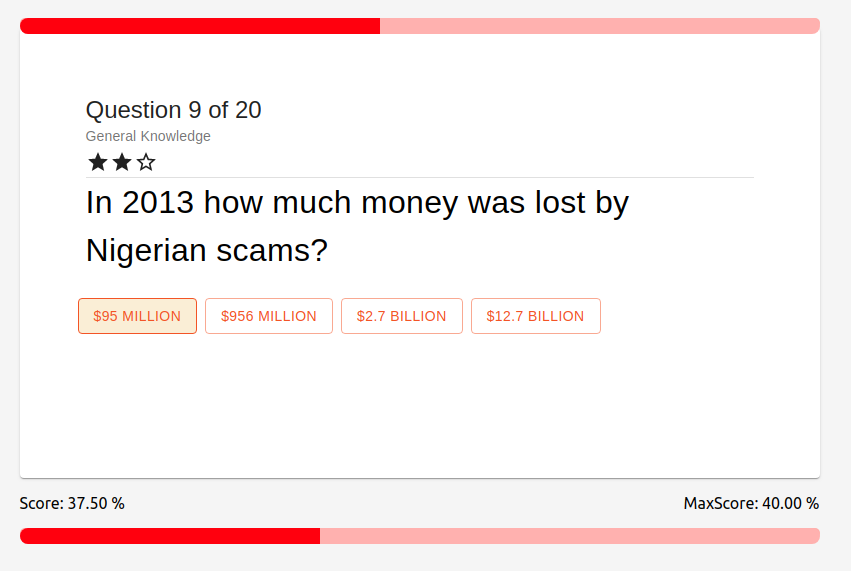 Question 9 of 20
General Knowledge
In 2013 how much money was lost by
Nigerian scams?
$95 MILLION $956 MILLION $2.7 BILLION $12.7 BILLION
Score: 37.50 % MaxScore: 40.00 %